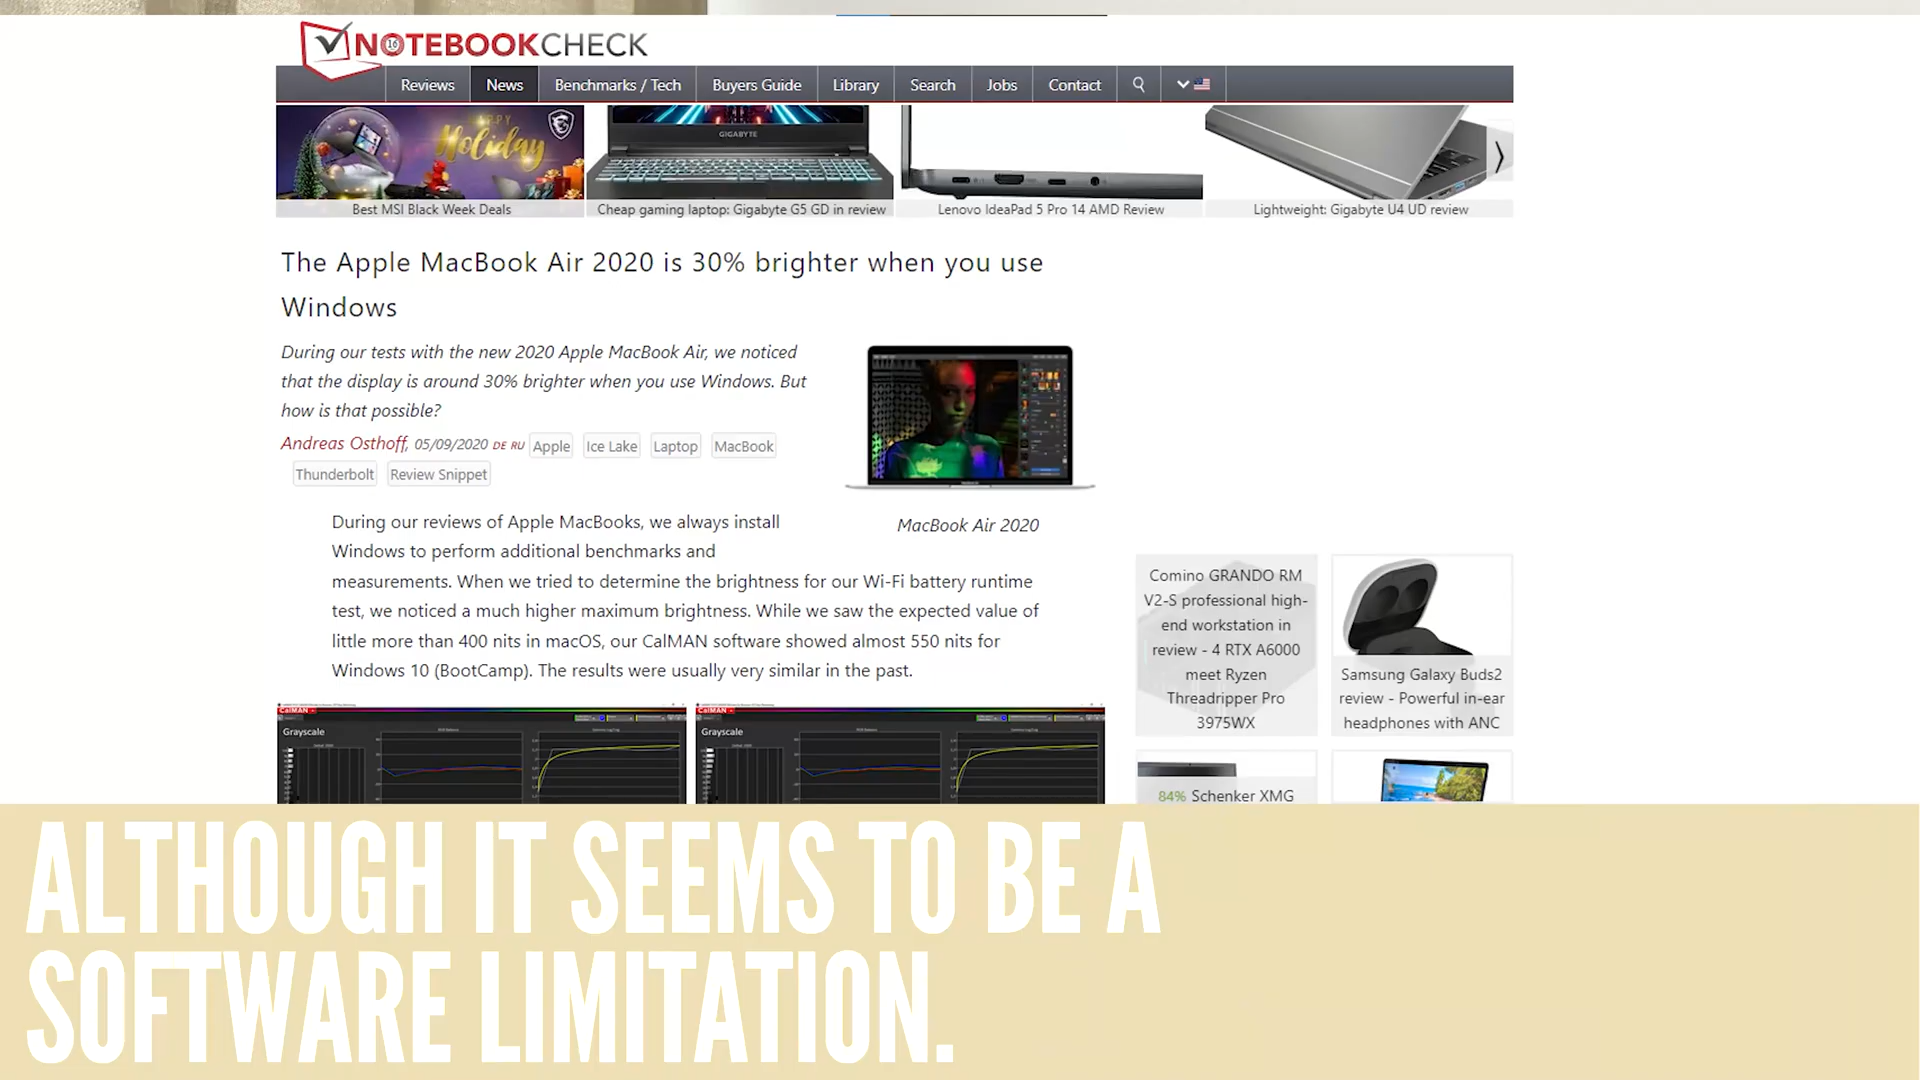 NOTEBOOKCHECK
Reviews News Benchmarks / Tech Buyers Guide Library Search Jobs Contact
HAPPY
Holiday
GIGABYTE
Best MSI Black Week Deals
Cheap gaming laptop: Gigabyte G5 GD in review
Lenovo IdeaPad 5 Pro 14 AMD Review
Lightweight: Gigabyte U4 UD review
The Apple MacBook Air 2020 is 30% brighter when you use
Windows
During our tests with the new 2020 Apple MacBook Air, we noticed
that the display is around 30% brighter when you use Windows. But
how is that possible?
Andreas Osthoff, 05/09/2020 DE RU Apple Ice Lake Laptop MacBook
Thunderbolt Review Snippet
MacBook Air 2020
During our reviews of Apple MacBooks, we always install
Windows to perform additional benchmarks and
measurements. When we tried to determine the brightness for our Wi-Fi battery runtime
test, we noticed a much higher maximum brightness. While we saw the expected value of
little more than 400 nits in macOS, our CalMAN software showed almost 550 nits for
Windows 10 (BootCamp). The results were usually very similar in the past.
CalMAN
Grayscale
CalMAN
Grayscale
Comino GRANDO RM
V2-S professional high-
end workstation in
review - 4 RTX A6000
meet Ryzen
Threadripper Pro
3975WX
Samsung Galaxy Buds2
review - Powerful in-ear
headphones with ANC
84% Schenker XMG
ALTHOUGH IT SEEMS TO BE A
SOFTWARE LIMITATION.